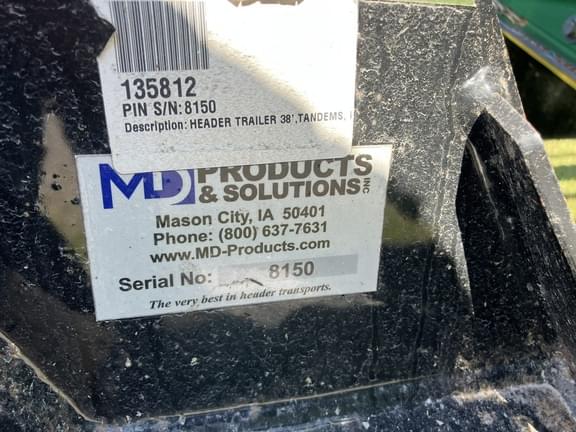 135812
PIN S/N:8150
Description: HEADER TRAILER 38',TANDEMS,
MD PRODUCTS
& SOLUTIONS INC
Mason City, IA 50401
Phone: (800) 637-7631
www.MD-Products.com
Serial No: 8150
The very best in header transports.